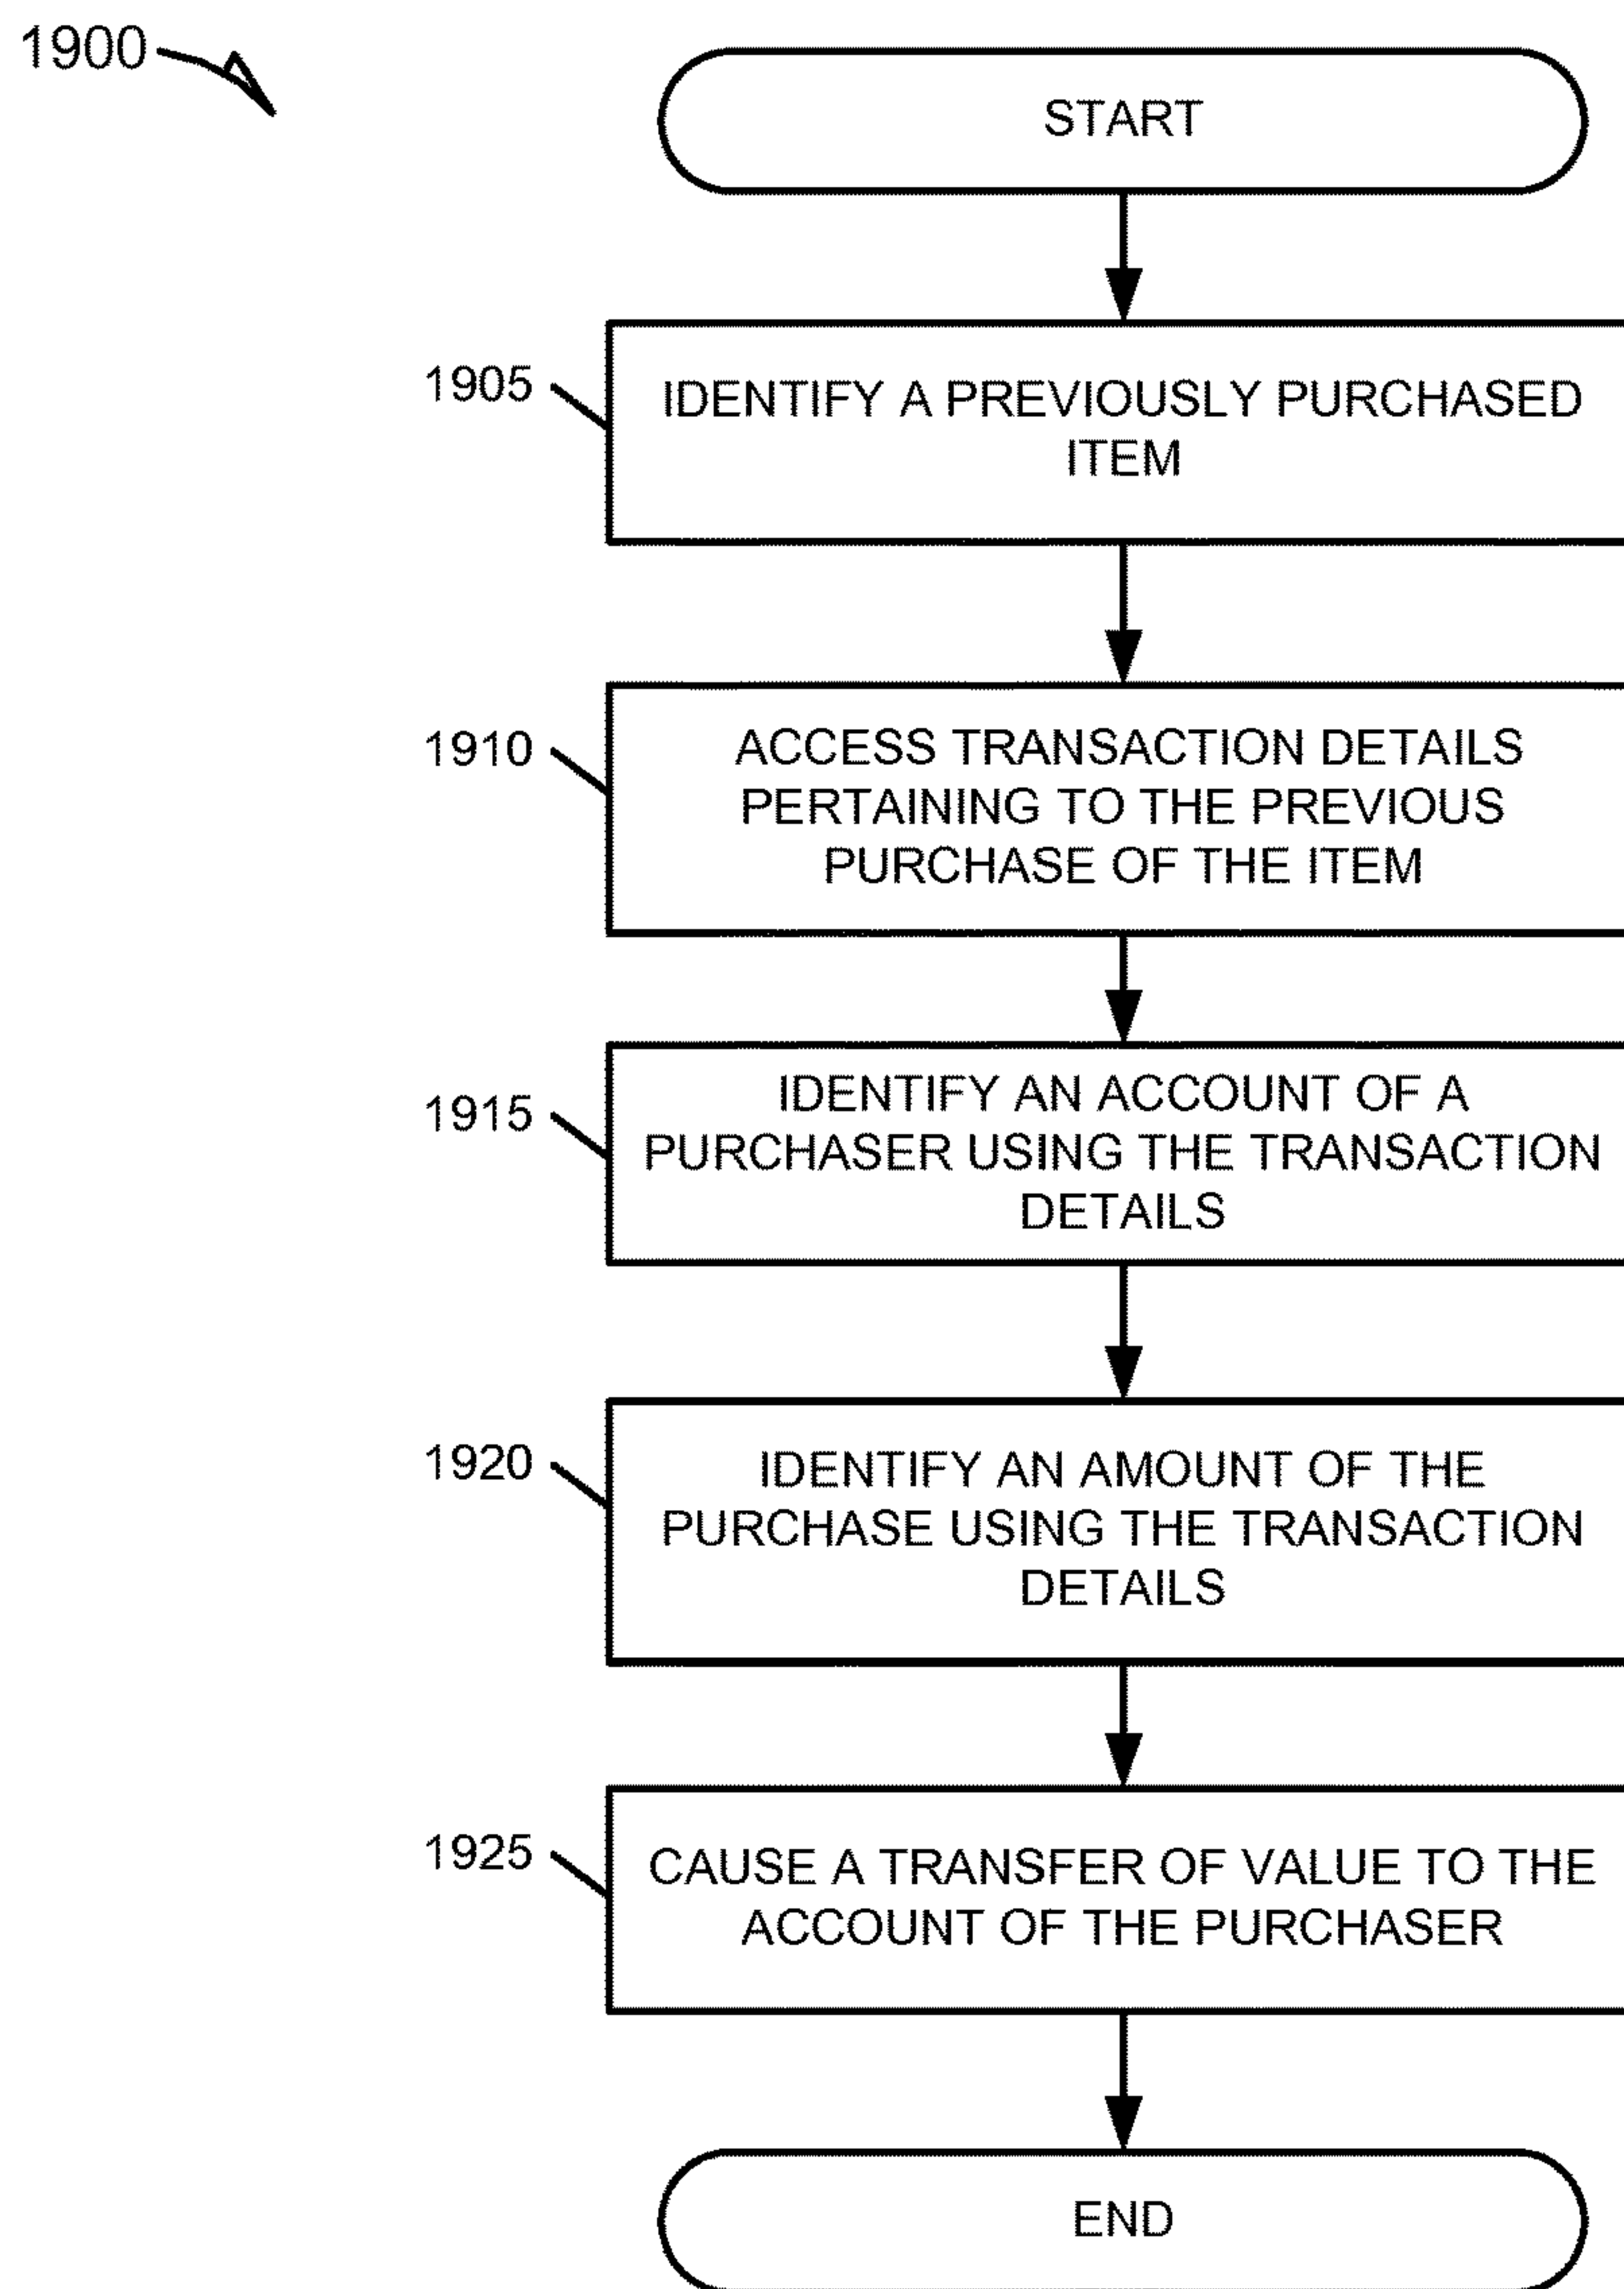 1900
START
1905
IDENTIFY A PREVIOUSLY PURCHASED
ITEM
1910
ACCESS TRANSACTION DETAILS
PERTAINING TO THE PREVIOUS
PURCHASE OF THE ITEM
1915
IDENTIFY AN ACCOUNT OF A
PURCHASER USING THE TRANSACTION
DETAILS
1920
IDENTIFY AN AMOUNT OF THE
PURCHASE USING THE TRANSACTION
DETAILS
1925
CAUSE A TRANSFER OF VALUE TO THE
ACCOUNT OF THE PURCHASER
END